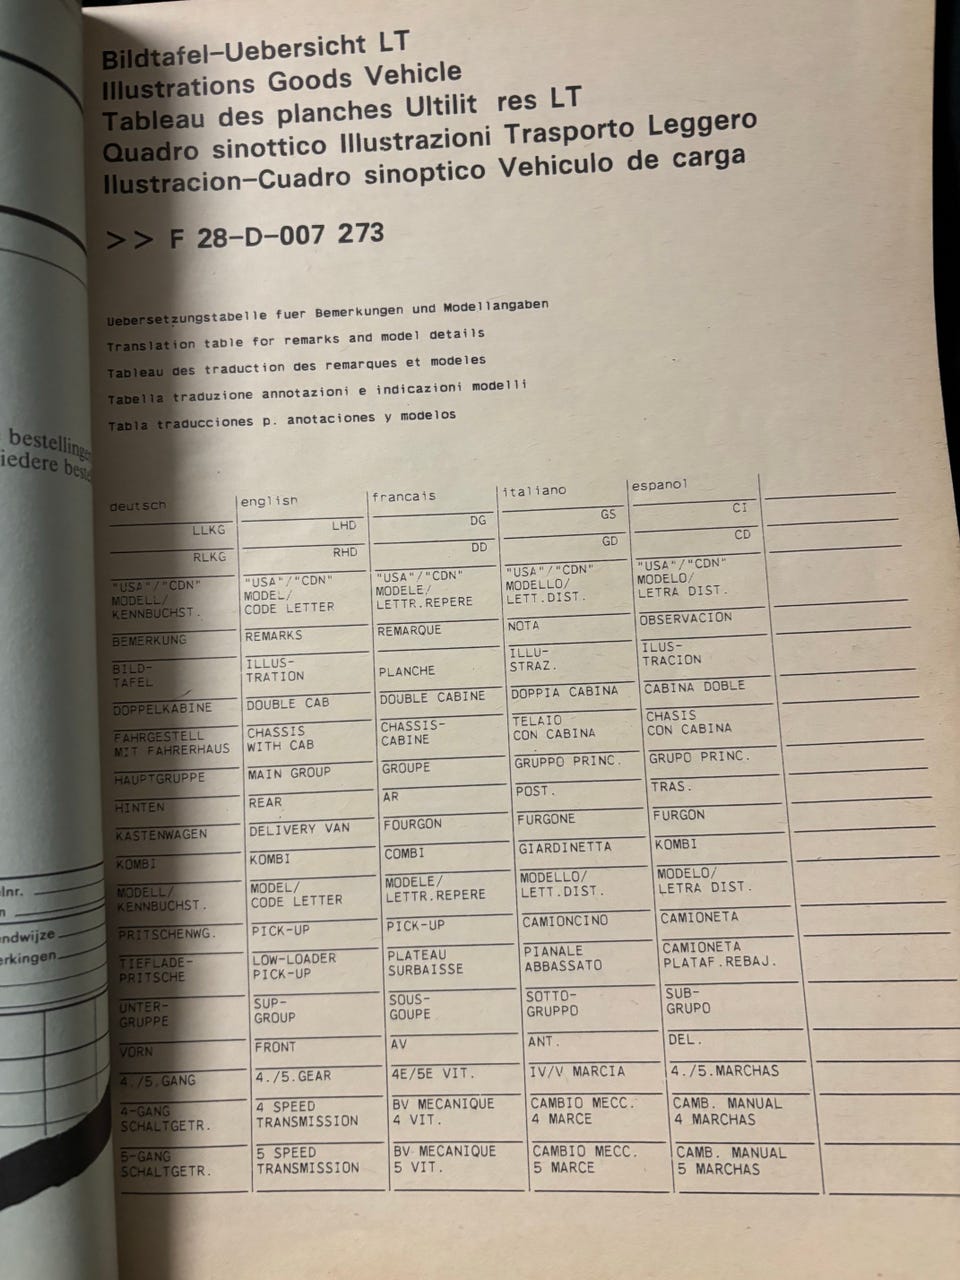 Bildtafel-Uebersicht LT
Illustrations Goods Vehicle
Tableau des planches Ultilit res LT
Quadro sinottico Illustrazioni Trasporto Leggero
Ilustracion-Cuadro sinoptico Vehiculo de carga
>> F 28-D-007 273
Uebersetzungstabelle fuer Bemerkungen und Modellangaben
Translation table for remarks and model details
Tableau des traduction des remarques et modeles
Tabella traduzione annotazioni e indicazioni modelli
Tabla traducciones p. anotaciones y modelos
bestellinge
iedere beste
lnr.
n
ndwijze
erkingen
deutsch english francais italiano espanol
LLKG LHD DG GS CI
RLKG RHD DD GD CD
"USA"/"CDN" "USA"/"CDN" "USA"/"CDN" "USA"/"CDN" "USA"/"CDN"
MODELL/ MODEL/ MODELE/ MODELLO/ MODELO/
KENNBUCHST. CODE LETTER LETTR.REPERE LETT.DIST. LETRA DIST.
BEMERKUNG REMARKS REMARQUE NOTA OBSERVACION
BILD- ILLUS- PLANCHE ILLU- ILUS-
TAFEL TRATION STRAZ. TRACION
DOPPELKABINE DOUBLE CAB DOUBLE CABINE DOPPIA CABINA CABINA DOBLE
FAHRGESTELL CHASSIS CHASSIS- TELAIO CHASIS
MIT FAHRERHAUS WITH CAB CABINE CON CABINA CON CABINA
HAUPTGRUPPE MAIN GROUP GROUPE GRUPPO PRINC. GRUPO PRINC.
HINTEN REAR AR POST. TRAS.
KASTENWAGEN DELIVERY VAN FOURGON FURGONE FURGON
KOMBI KOMBI COMBI GIARDINETTA KOMBI
MODELL/ MODEL/ MODELE/ MODELLO/ MODELO/
KENNBUCHST. CODE LETTER LETTR.REPERE LETT.DIST. LETRA DIST.
PRITSCHENWG. PICK-UP PICK-UP CAMIONCINO CAMIONETA
TIEFLADE- LOW-LOADER PLATEAU PIANALE CAMIONETA
PRITSCHE PICK-UP SURBAISSE ABBASSATO PLATAF.REBAJ.
UNTER- SUP- SOUS- SOTTO- SUB-
GRUPPE GROUP GOUPE GRUPPO GRUPO
VORN FRONT AV ANT. DEL.
4./5.GANG 4./5.GEAR 4E/5E VIT. IV/V MARCIA 4./5.MARCHAS
4-GANG 4 SPEED BV MECANIQUE CAMBIO MECC. CAMB. MANUAL
SCHALTGETR. TRANSMISSION 4 VIT. 4 MARCE 4 MARCHAS
5-GANG 5 SPEED BV MECANIQUE CAMBIO MECC. CAMB. MANUAL
SCHALTGETR. TRANSMISSION 5 VIT. 5 MARCE 5 MARCHAS